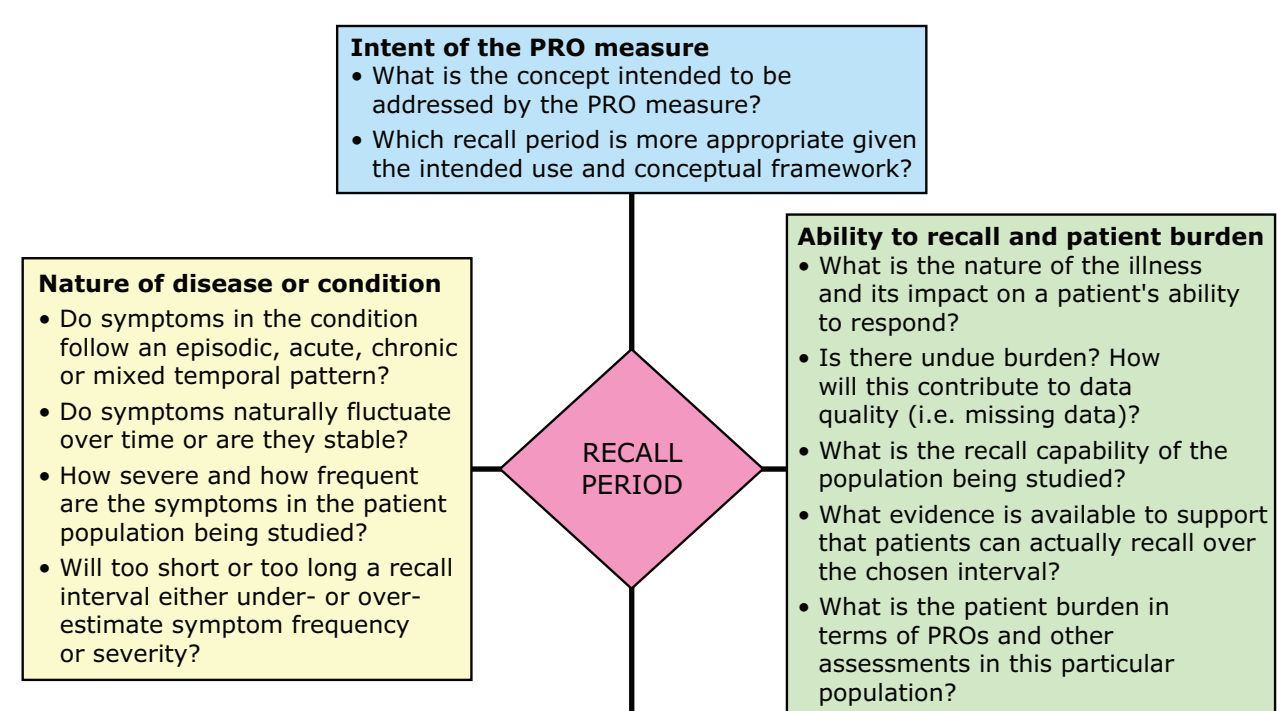 Intent of the PRO measure
• What is the concept intended to be
addressed by the PRO measure?
• Which recall period is more appropriate given
the intended use and conceptual framework?
Nature of disease or condition
• Do symptoms in the condition
follow an episodic, acute, chronic
or mixed temporal pattern?
• Do symptoms naturally fluctuate
over time or are they stable?
• How severe and how frequent
are the symptoms in the patient
population being studied?
• Will too short or too long a recall
interval either under- or over-
estimate symptom frequency
or severity?
RECALL
PERIOD
Ability to recall and patient burden
• What is the nature of the illness
and its impact on a patient's ability
to respond?
• Is there undue burden? How
will this contribute to data
quality (i.e. missing data)?
• What is the recall capability of the
population being studied?
• What evidence is available to support
that patients can actually recall over
the chosen interval?
• What is the patient burden in
terms of PROs and other
assessments in this particular
population?